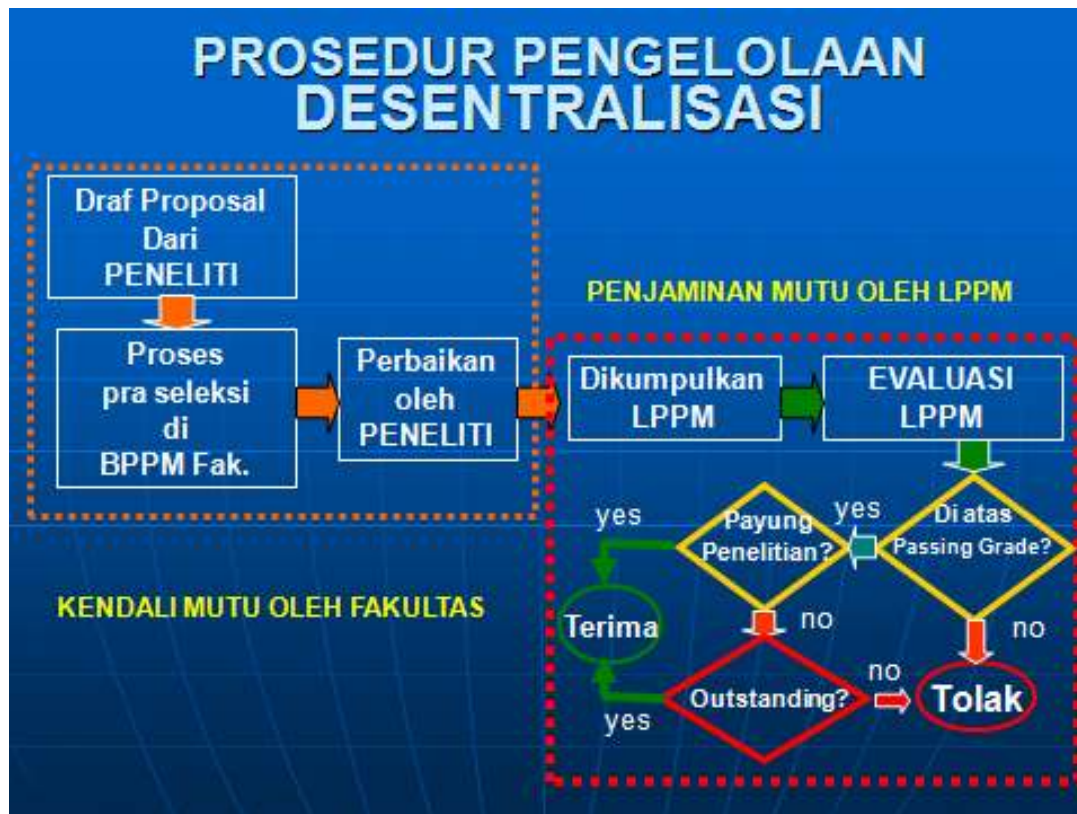 PROSEDUR PENGELOLAAN
DESENTRALISASI
Draf Proposal
Dari
PENELITI
Proses
pra seleksi
di
BPPM Fak.
Perbaikan
oleh
PENELITI
KENDALI MUTU OLEH FAKULTAS
PENJAMINAN MUTU OLEH LPPM
Dikumpulkan
LPPM
EVALUASI
LPPM
Di atas
Passing Grade?
yes
no
Payung
Penelitian?
yes
no
Outstanding?
yes
no
Terima
Tolak